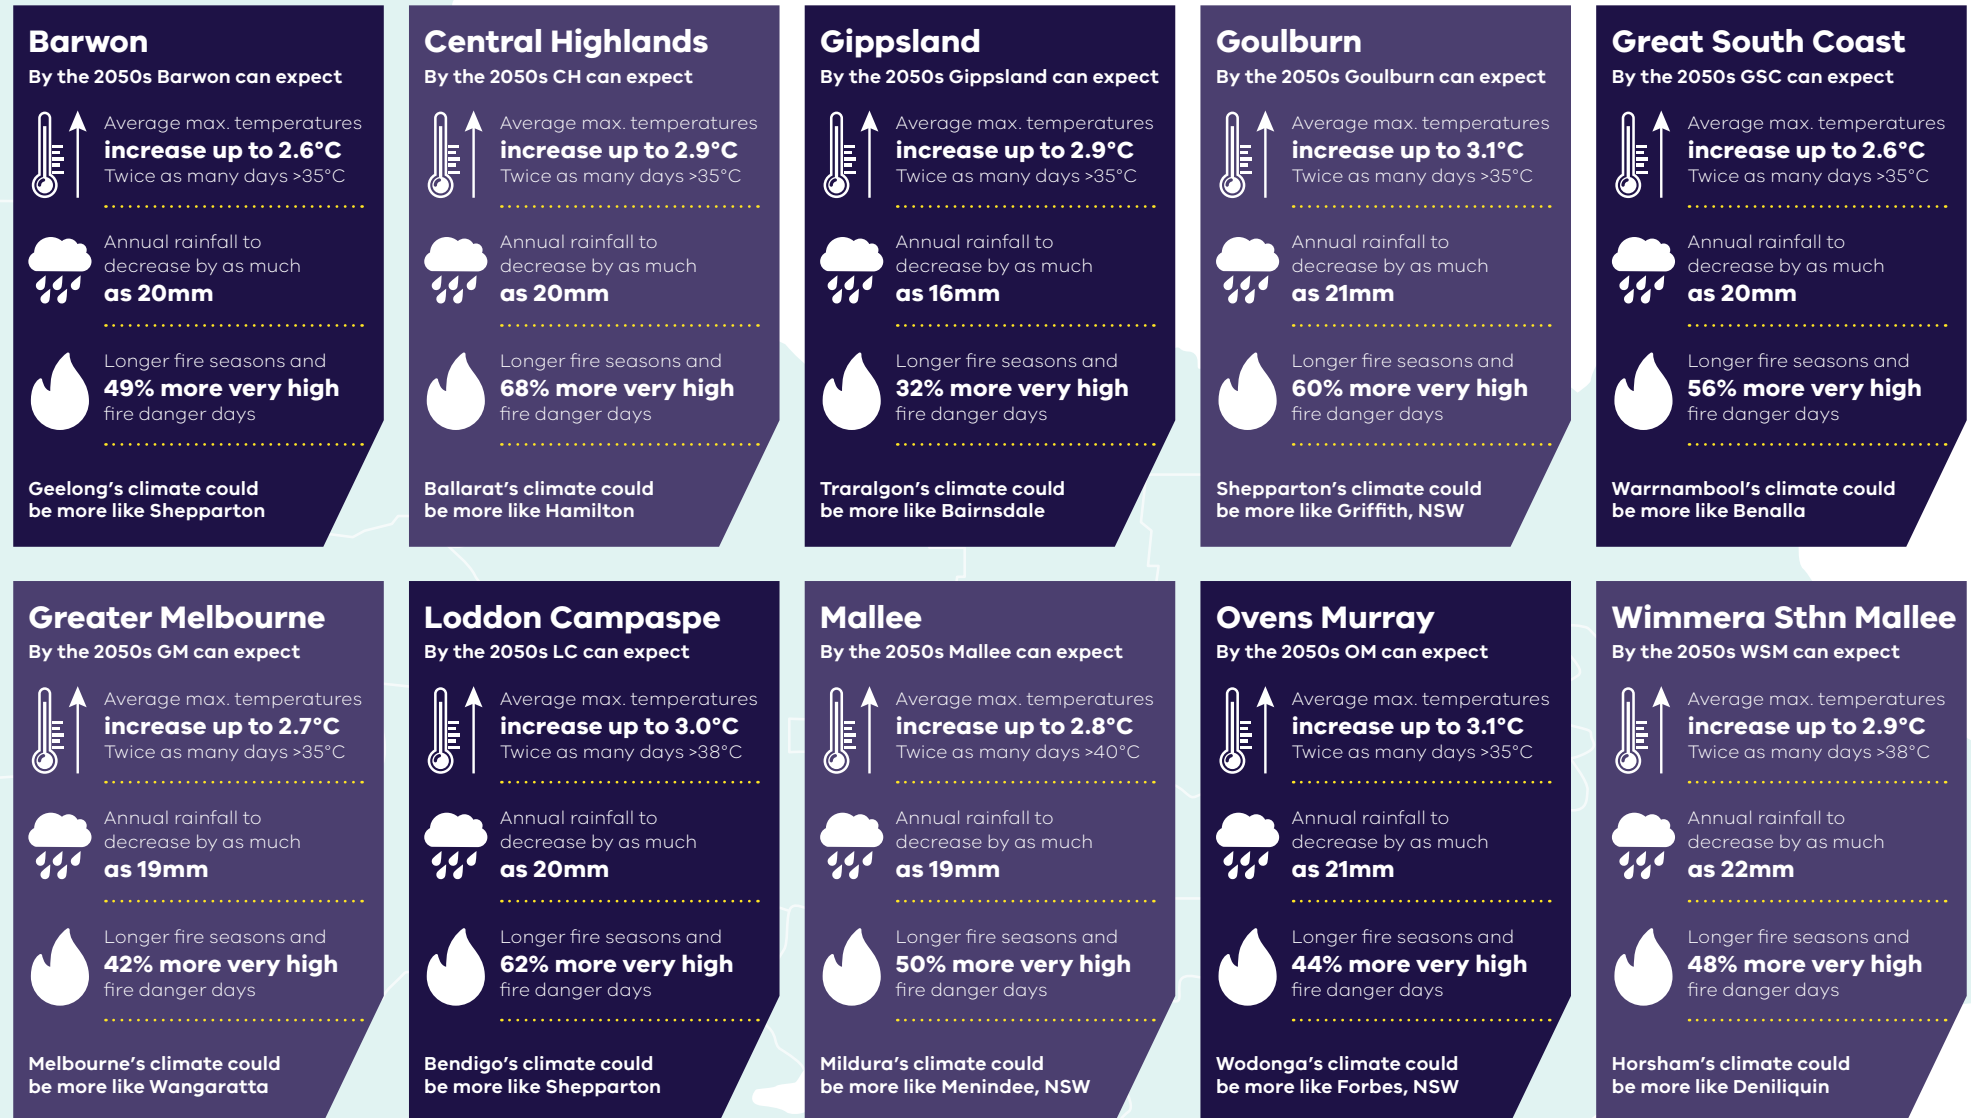 Barwon
By the 2050s Barwon can expect
Average max. temperatures
increase up to 2.6°C
Twice as many days >35°C
Annual rainfall to
decrease by as much
as 20mm
Longer fire seasons and
49% more very high
fire danger days
Geelong's climate could
be more like Shepparton
Central Highlands
By the 2050s CH can expect
Average max. temperatures
increase up to 2.9°C
Twice as many days >35°C
Annual rainfall to
decrease by as much
as 20mm
Longer fire seasons and
68% more very high
fire danger days
Ballarat's climate could
be more like Hamilton
Gippsland
By the 2050s Gippsland can expect
Average max. temperatures
increase up to 2.9°C
Twice as many days >35°C
Annual rainfall to
decrease by as much
as 16mm
Longer fire seasons and
32% more very high
fire danger days
Traralgon's climate could
be more like Bairnsdale
Goulburn
By the 2050s Goulburn can expect
Average max. temperatures
increase up to 3.1°C
Twice as many days >35°C
Annual rainfall to
decrease by as much
as 21mm
Longer fire seasons and
60% more very high
fire danger days
Shepparton's climate could
be more like Griffith, NSW
Great South Coast
By the 2050s GSC can expect
Average max. temperatures
increase up to 2.6°C
Twice as many days >35°C
Annual rainfall to
decrease by as much
as 20mm
Longer fire seasons and
56% more very high
fire danger days
Warrnambool's climate could
be more like Benalla
Greater Melbourne
By the 2050s GM can expect
Average max. temperatures
increase up to 2.7°C
Twice as many days >35°C
Annual rainfall to
decrease by as much
as 19mm
Longer fire seasons and
42% more very high
fire danger days
Melbourne's climate could
be more like Wangaratta
Loddon Campaspe
By the 2050s LC can expect
Average max. temperatures
increase up to 3.0°C
Twice as many days >38°C
Annual rainfall to
decrease by as much
as 20mm
Longer fire seasons and
62% more very high
fire danger days
Bendigo's climate could
be more like Shepparton
Mallee
By the 2050s Mallee can expect
Average max. temperatures
increase up to 2.8°C
Twice as many days >40°C
Annual rainfall to
decrease by as much
as 19mm
Longer fire seasons and
50% more very high
fire danger days
Mildura's climate could
be more like Menindee, NSW
Ovens Murray
By the 2050s OM can expect
Average max. temperatures
increase up to 3.1°C
Twice as many days >35°C
Annual rainfall to
decrease by as much
as 21mm
Longer fire seasons and
44% more very high
fire danger days
Wodonga's climate could
be more like Forbes, NSW
Wimmera Sthn Mallee
By the 2050s WSM can expect
Average max. temperatures
increase up to 2.9°C
Twice as many days >38°C
Annual rainfall to
decrease by as much
as 22mm
Longer fire seasons and
48% more very high
fire danger days
Horsham's climate could
be more like Deniliquin